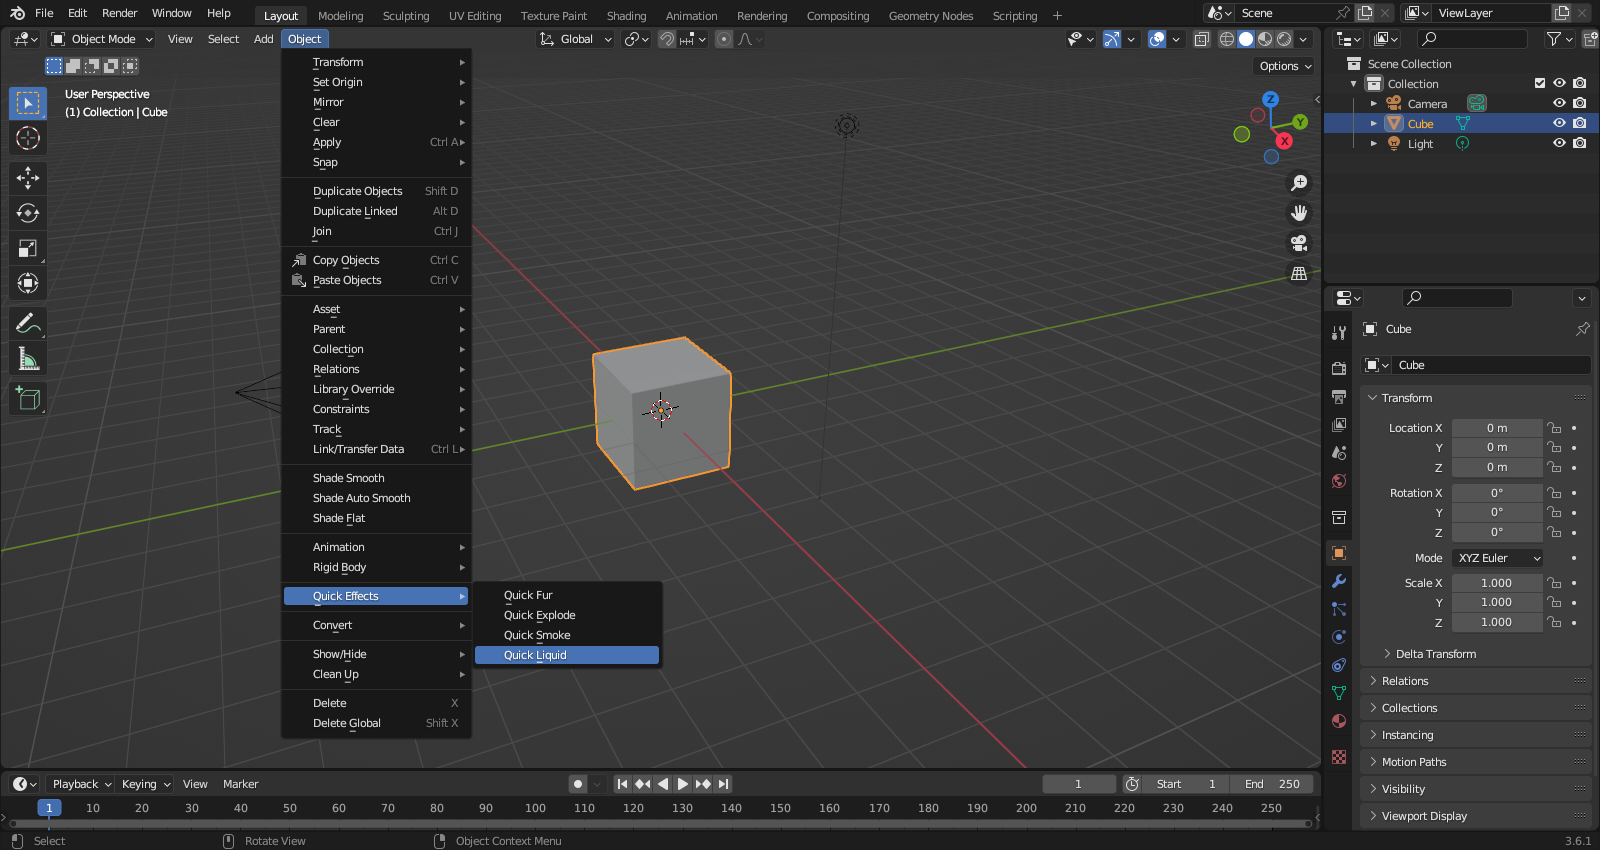 File Edit Render Window Help Layout Modeling Sculpting UV Editing Texture Paint Shading Animation Rendering Compositing Geometry Nodes Scripting + Scene ViewLayer
Object Mode View Select Add Object Global
Options
User Perspective
(1) Collection | Cube
Transform
Set Origin
Mirror
Clear
Apply Ctrl A
Snap
Duplicate Objects Shift D
Duplicate Linked Alt D
Join Ctrl J
Copy Objects Ctrl C
Paste Objects Ctrl V
Asset
Parent
Collection
Relations
Library Override
Constraints
Track
Link/Transfer Data Ctrl L
Shade Smooth
Shade Auto Smooth
Shade Flat
Animation
Rigid Body
Quick Effects
Convert
Show/Hide
Clean Up
Delete X
Delete Global Shift X
Quick Fur
Quick Explode
Quick Smoke
Quick Liquid
Z
Y
X
Scene Collection
Collection
Camera
Cube
Light
Cube
Cube
Transform
Location X 0 m
Y 0 m
Z 0 m
Rotation X 0°
Y 0°
Z 0°
Mode XYZ Euler
Scale X 1.000
Y 1.000
Z 1.000
Delta Transform
Relations
Collections
Instancing
Motion Paths
Visibility
Viewport Display
Playback Keying View Marker 1 Start 1 End 250
1 10 20 30 40 50 60 70 80 90 100 110 120 130 140 150 160 170 180 190 200 210 220 230 240 250
Select Rotate View Object Context Menu 3.6.1